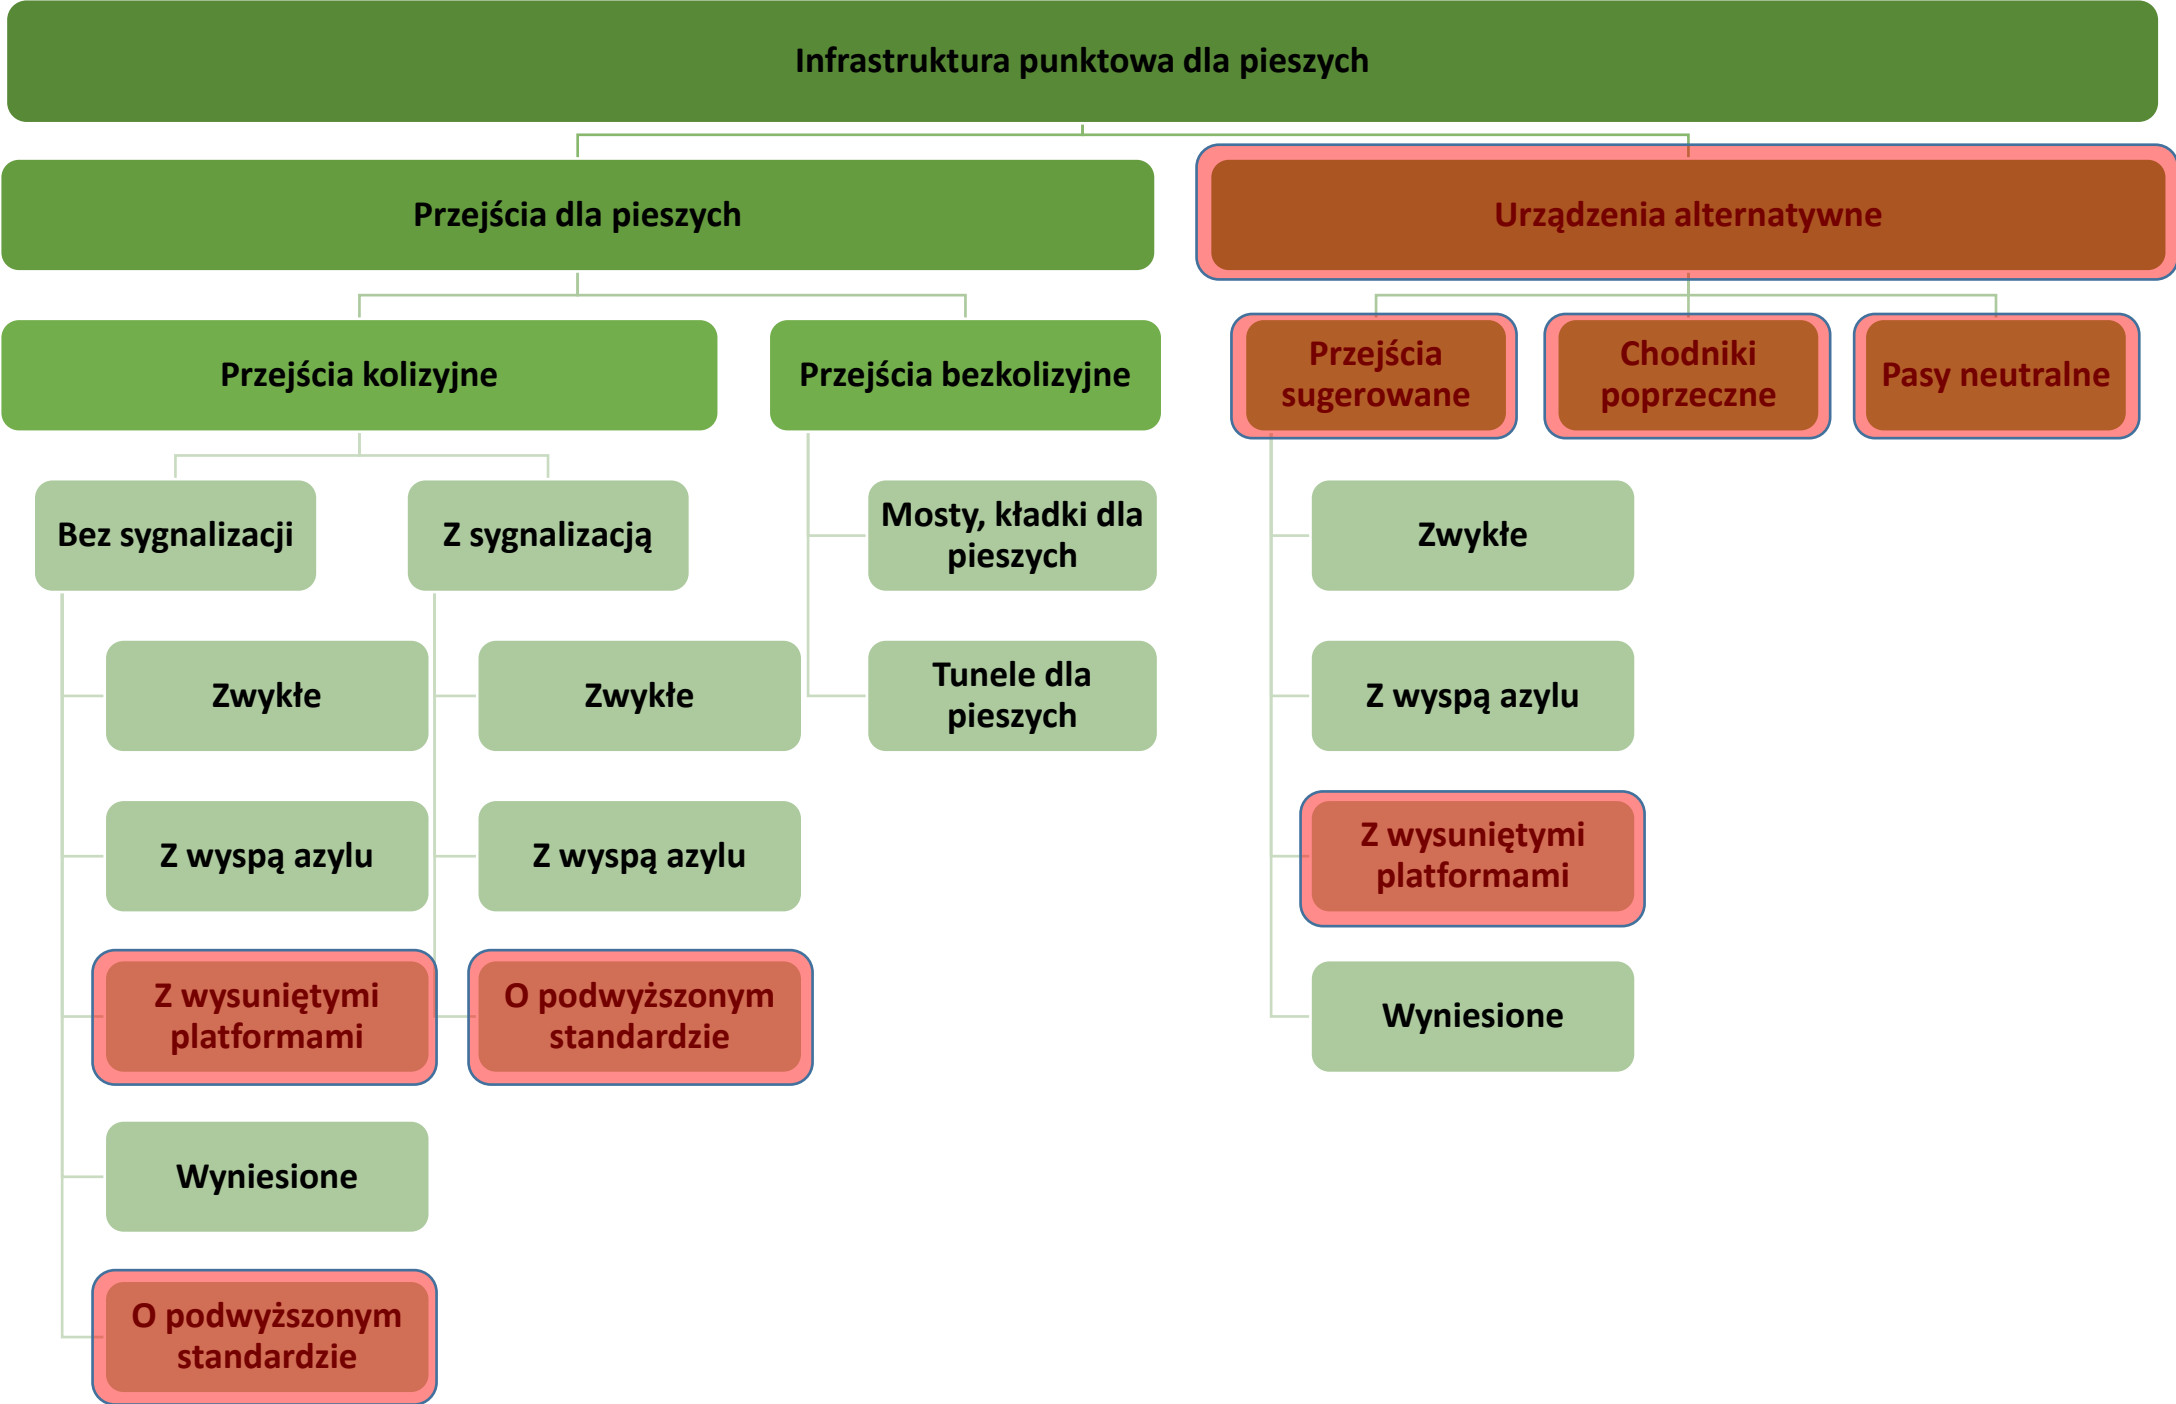 Infrastruktura punktowa dla pieszych
Przejścia dla pieszych
Urządzenia alternatywne
Przejścia kolizyjne
Przejścia bezkolizyjne
Przejścia
sugerowane
Chodniki
poprzeczne
Pasy neutralne
Bez sygnalizacji
Z sygnalizacją
Mosty, kładki dla
pieszych
Zwykłe
Zwykłe
Zwykłe
Tunele dla
pieszych
Z wyspą azylu
Z wyspą azylu
Z wyspą azylu
Z wysuniętymi
platformami
Z wysuniętymi
platformami
O podwyższonym
standardzie
Wyniesione
Wyniesione
O podwyższonym
standardzie